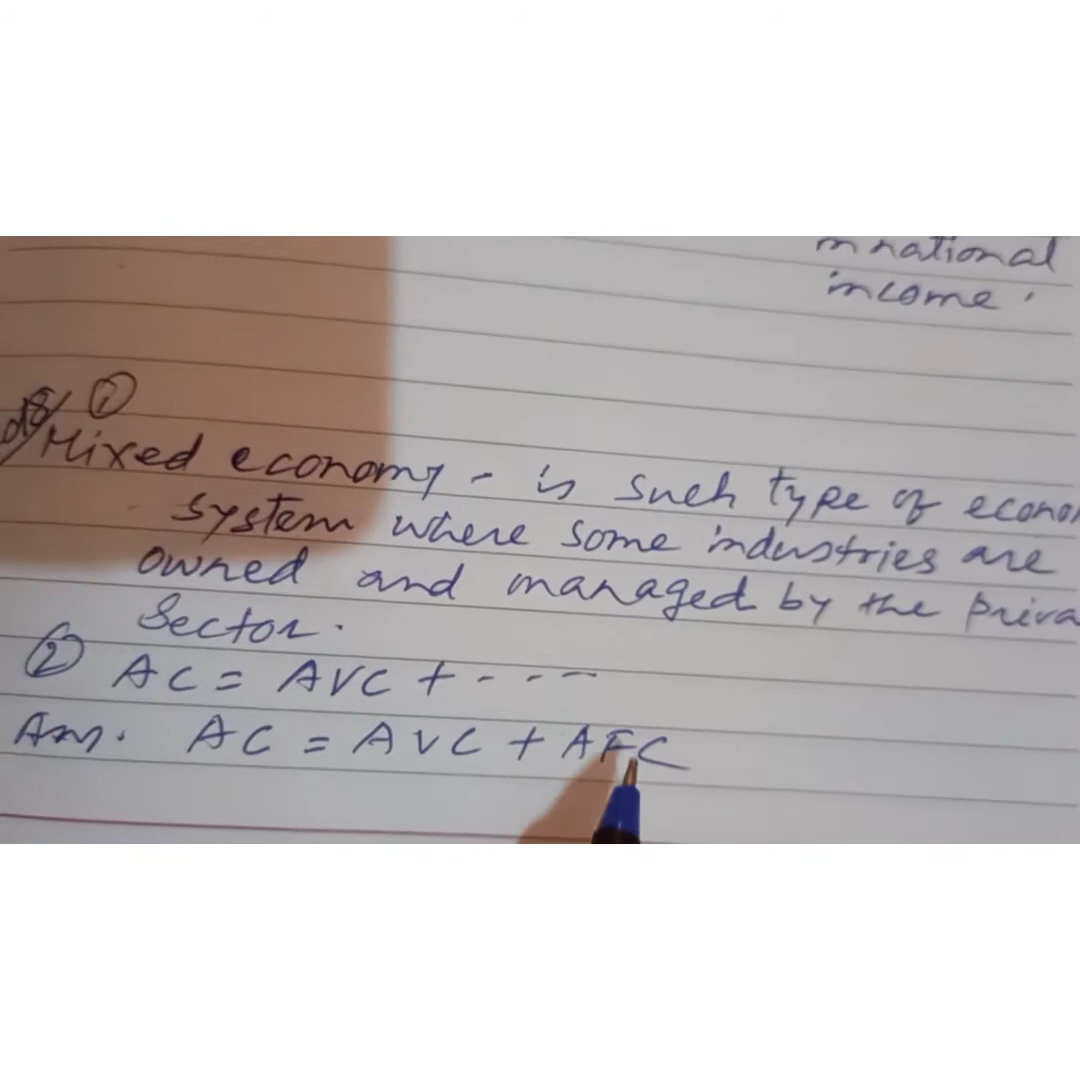 national
income.
①
Mixed economy - is such type of econo
system where some industries are
owned and managed by the priva
Sector.
② AC = AVC + - - - -
Ans. AC = AVC + AFC